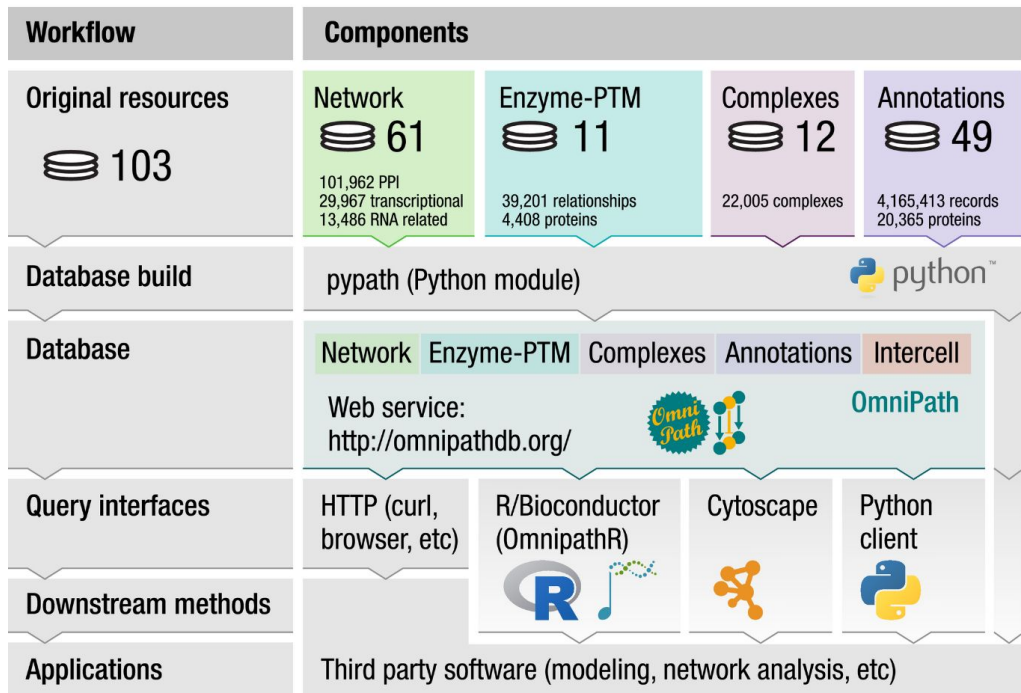 Workflow
Components
Original resources
103
Network
61
101,962 PPI
29,967 transcriptional
13,486 RNA related
Enzyme-PTM
11
39,201 relationships
4,408 proteins
Complexes
12
22,005 complexes
Annotations
49
4,165,413 records
20,365 proteins
Database build
pypath (Python module)
python™
Database
Network
Enzyme-PTM
Complexes
Annotations
Intercell
Web service:
http://omnipathdb.org/
Omni
Path
OmniPath
Query interfaces
HTTP (curl,
browser, etc)
R/Bioconductor
(OmnipathR)
R
Cytoscape
Python
client
Downstream methods
Applications
Third party software (modeling, network analysis, etc)